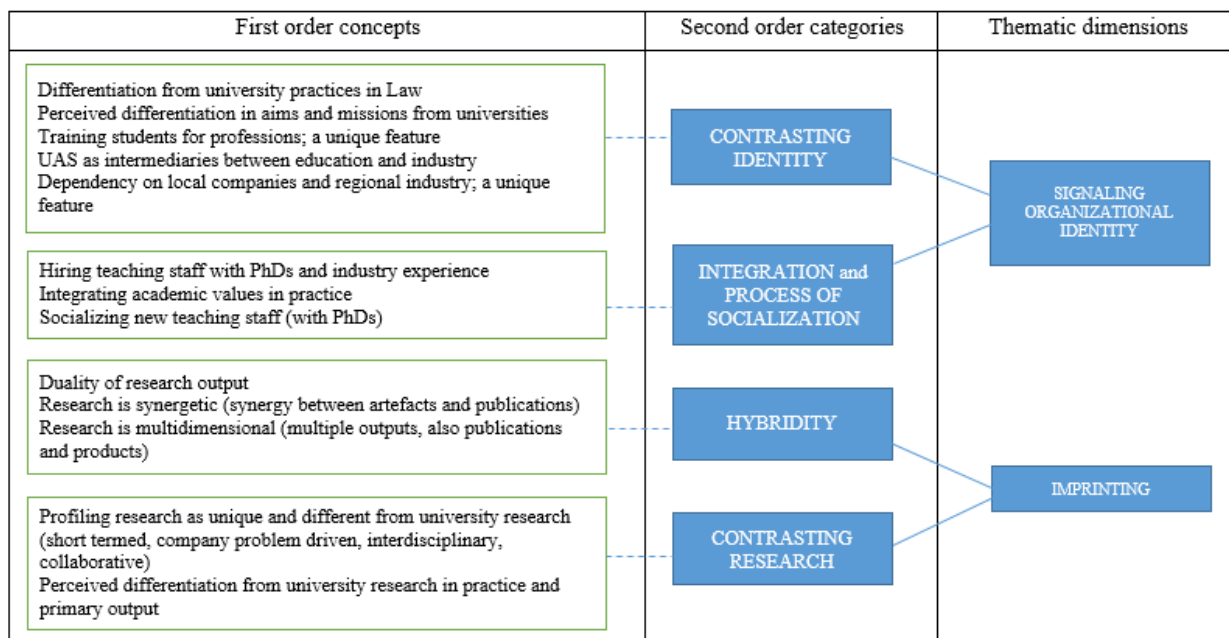 First order concepts
Second order categories
Thematic dimensions
Differentiation from university practices in Law
Perceived differentiation in aims and missions from universities
Training students for professions; a unique feature
UAS as intermediaries between education and industry
Dependency on local companies and regional industry; a unique
feature
CONTRASTING
IDENTITY
SIGNALING
ORGANIZATIONAL
IDENTITY
Hiring teaching staff with PhDs and industry experience
Integrating academic values in practice
Socializing new teaching staff (with PhDs)
INTEGRATION and
PROCESS OF
SOCIALIZATION
Duality of research output
Research is synergetic (synergy between artefacts and publications)
Research is multidimensional (multiple outputs, also publications
and products)
HYBRIDITY
IMPRINTING
Profiling research as unique and different from university research
(short termed, company problem driven, interdisciplinary,
collaborative)
Perceived differentiation from university research in practice and
primary output
CONTRASTING
RESEARCH